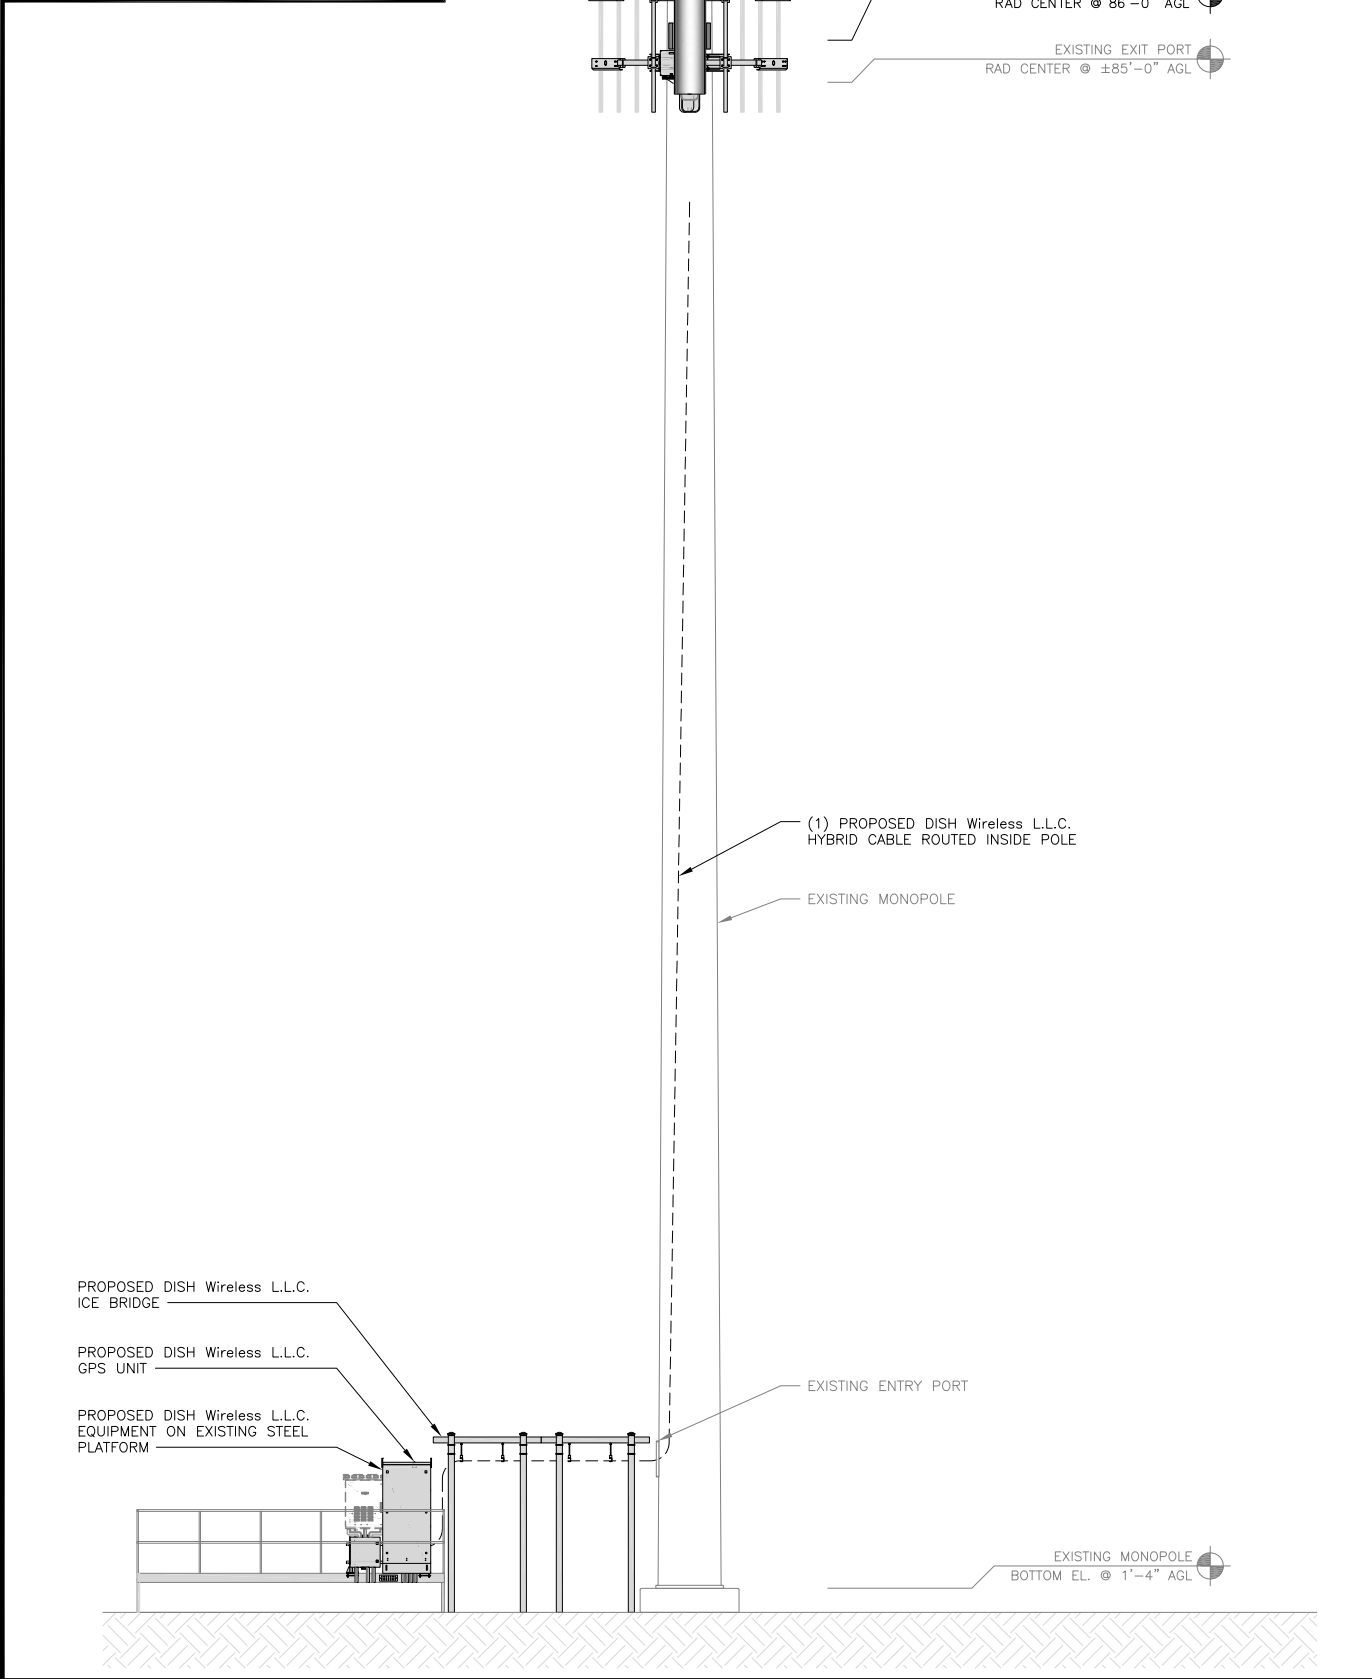 RAD CENTER @ 86'-0" AGL
EXISTING EXIT PORT
RAD CENTER @ ±85'-0" AGL
(1) PROPOSED DISH Wireless L.L.C.
HYBRID CABLE ROUTED INSIDE POLE
EXISTING MONOPOLE
PROPOSED DISH Wireless L.L.C.
ICE BRIDGE
PROPOSED DISH Wireless L.L.C.
GPS UNIT
EXISTING ENTRY PORT
PROPOSED DISH Wireless L.L.C.
EQUIPMENT ON EXISTING STEEL
PLATFORM
EXISTING MONOPOLE
BOTTOM EL. @ 1'-4" AGL